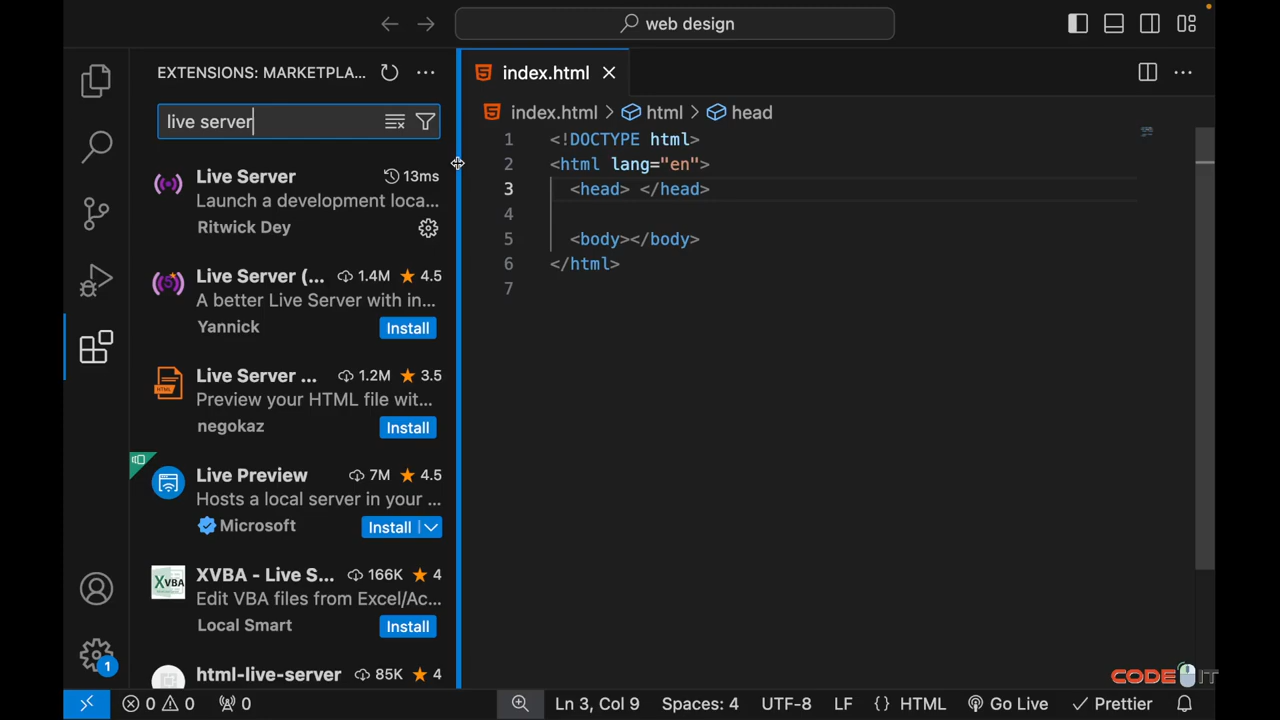 web design
EXTENSIONS: MARKETPLA...
live server
Live Server 13ms
Launch a development loca...
Ritwick Dey
Live Server (... 1.4M 4.5
A better Live Server with in...
Yannick Install
Live Server ... 1.2M 3.5
Preview your HTML file wit...
negokaz Install
Live Preview 7M 4.5
Hosts a local server in your ...
Microsoft Install
XVBA - Live S... 166K 4
Edit VBA files from Excel/Ac...
Local Smart Install
html-live-server 85K 4
1
index.html
index.html > html > head
1 <!DOCTYPE html>
2 <html lang="en">
3 <head> </head>
4
5 <body></body>
6 </html>
7
CODE IT
0 0 0 Ln 3, Col 9 Spaces: 4 UTF-8 LF {} HTML Go Live Prettier